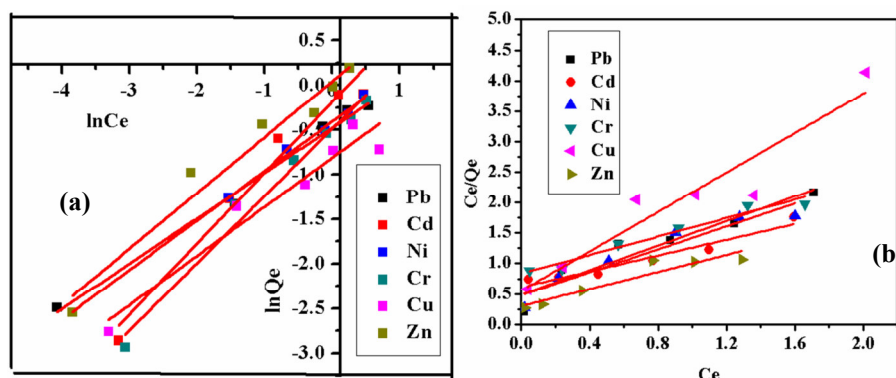 0.5
-4 -3 -2 -1 0.0 1
lnCe
-0.5
-1.0
(a)
-1.5
-2.0
lnQe
-2.5
-3.0
Pb
Cd
Ni
Cr
Cu
Zn
5.0
4.5
4.0
3.5
3.0
2.5
2.0
1.5
1.0
0.5
0.0
Ce/Qe
Pb
Cd
Ni
Cr
Cu
Zn
(b)
0.0 0.4 0.8 1.2 1.6 2.0
Ce